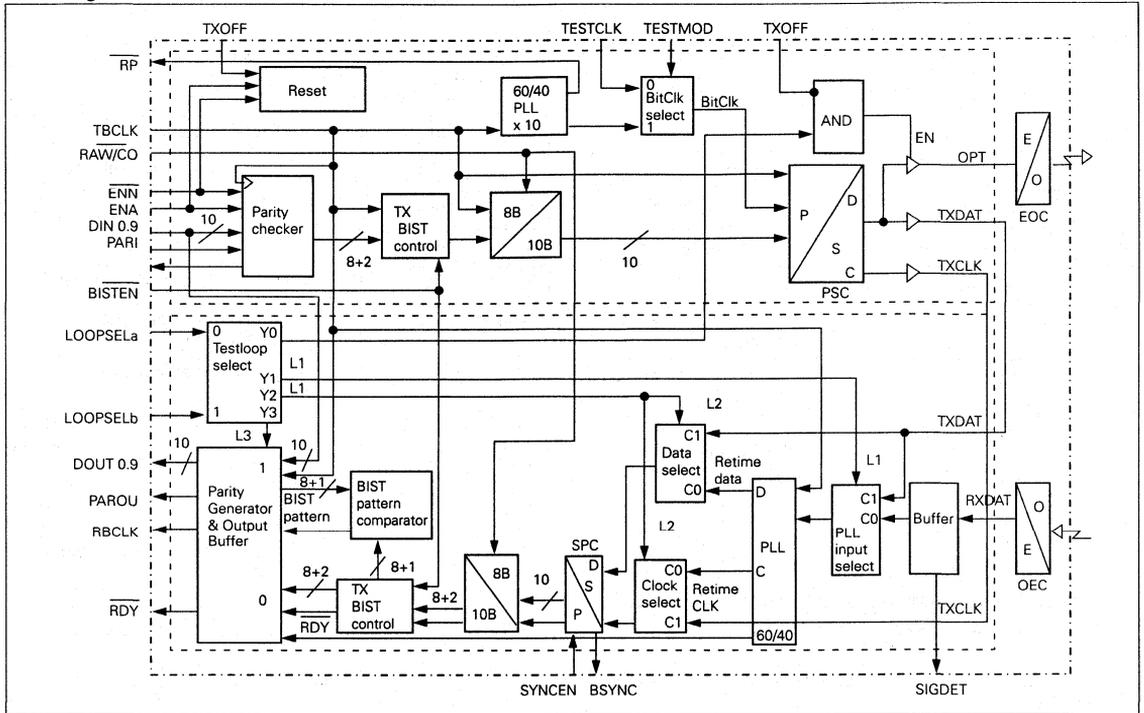 TXOFF
TESTCLK
TESTMOD
TXOFF
RP
Reset
60/40
PLL
x 10
0
BitClk
select
1
BitClk
AND
EN
TBCLK
RAW/CO
ENN
ENA
DIN 0.9
PARI
10
Parity
checker
8+2
TX
BIST
control
8B
10B
10
P
D
S
C
PSC
OPT
TXDAT
TXCLK
E
O
EOC
BISTEN
LOOPSELa
0
Testloop
select
1
Y0
Y1
Y2
Y3
L1
L1
LOOPSELb
L3
10
10
DOUT 0.9
PAROU
RBCLK
RDY
1
Parity
Generator
& Output
Buffer
0
8+1
BIST
pattern
BIST
pattern
comparator
8+1
8+2
TX
BIST
control
RDY
8+2
8B
10B
10
SPC
D
S
P
L2
C1
Data
select
C0
Retime
data
L2
C0
Clock
select
C1
Retime
CLK
D
PLL
C
60/40
L1
C1
C0
PLL
input
select
Buffer
TXDAT
RXDAT
TXCLK
O
E
OEC
SYNCEN
BSYNC
SIGDET